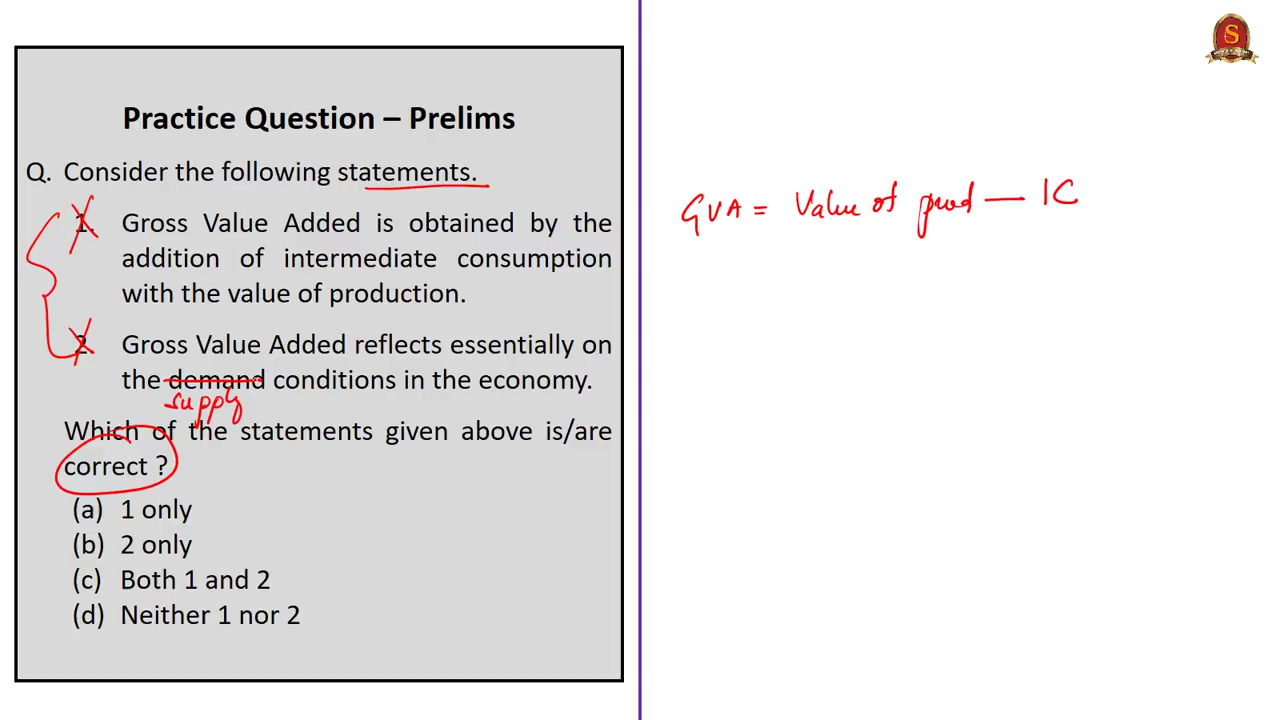 Practice Question – Prelims
Q. Consider the following statements.
1. Gross Value Added is obtained by the
addition of intermediate consumption
with the value of production.
2. Gross Value Added reflects essentially on
the demand conditions in the economy.
supply
Which of the statements given above is/are
correct ?
(a) 1 only
(b) 2 only
(c) Both 1 and 2
(d) Neither 1 nor 2
GVA = Value of prod — IC
S